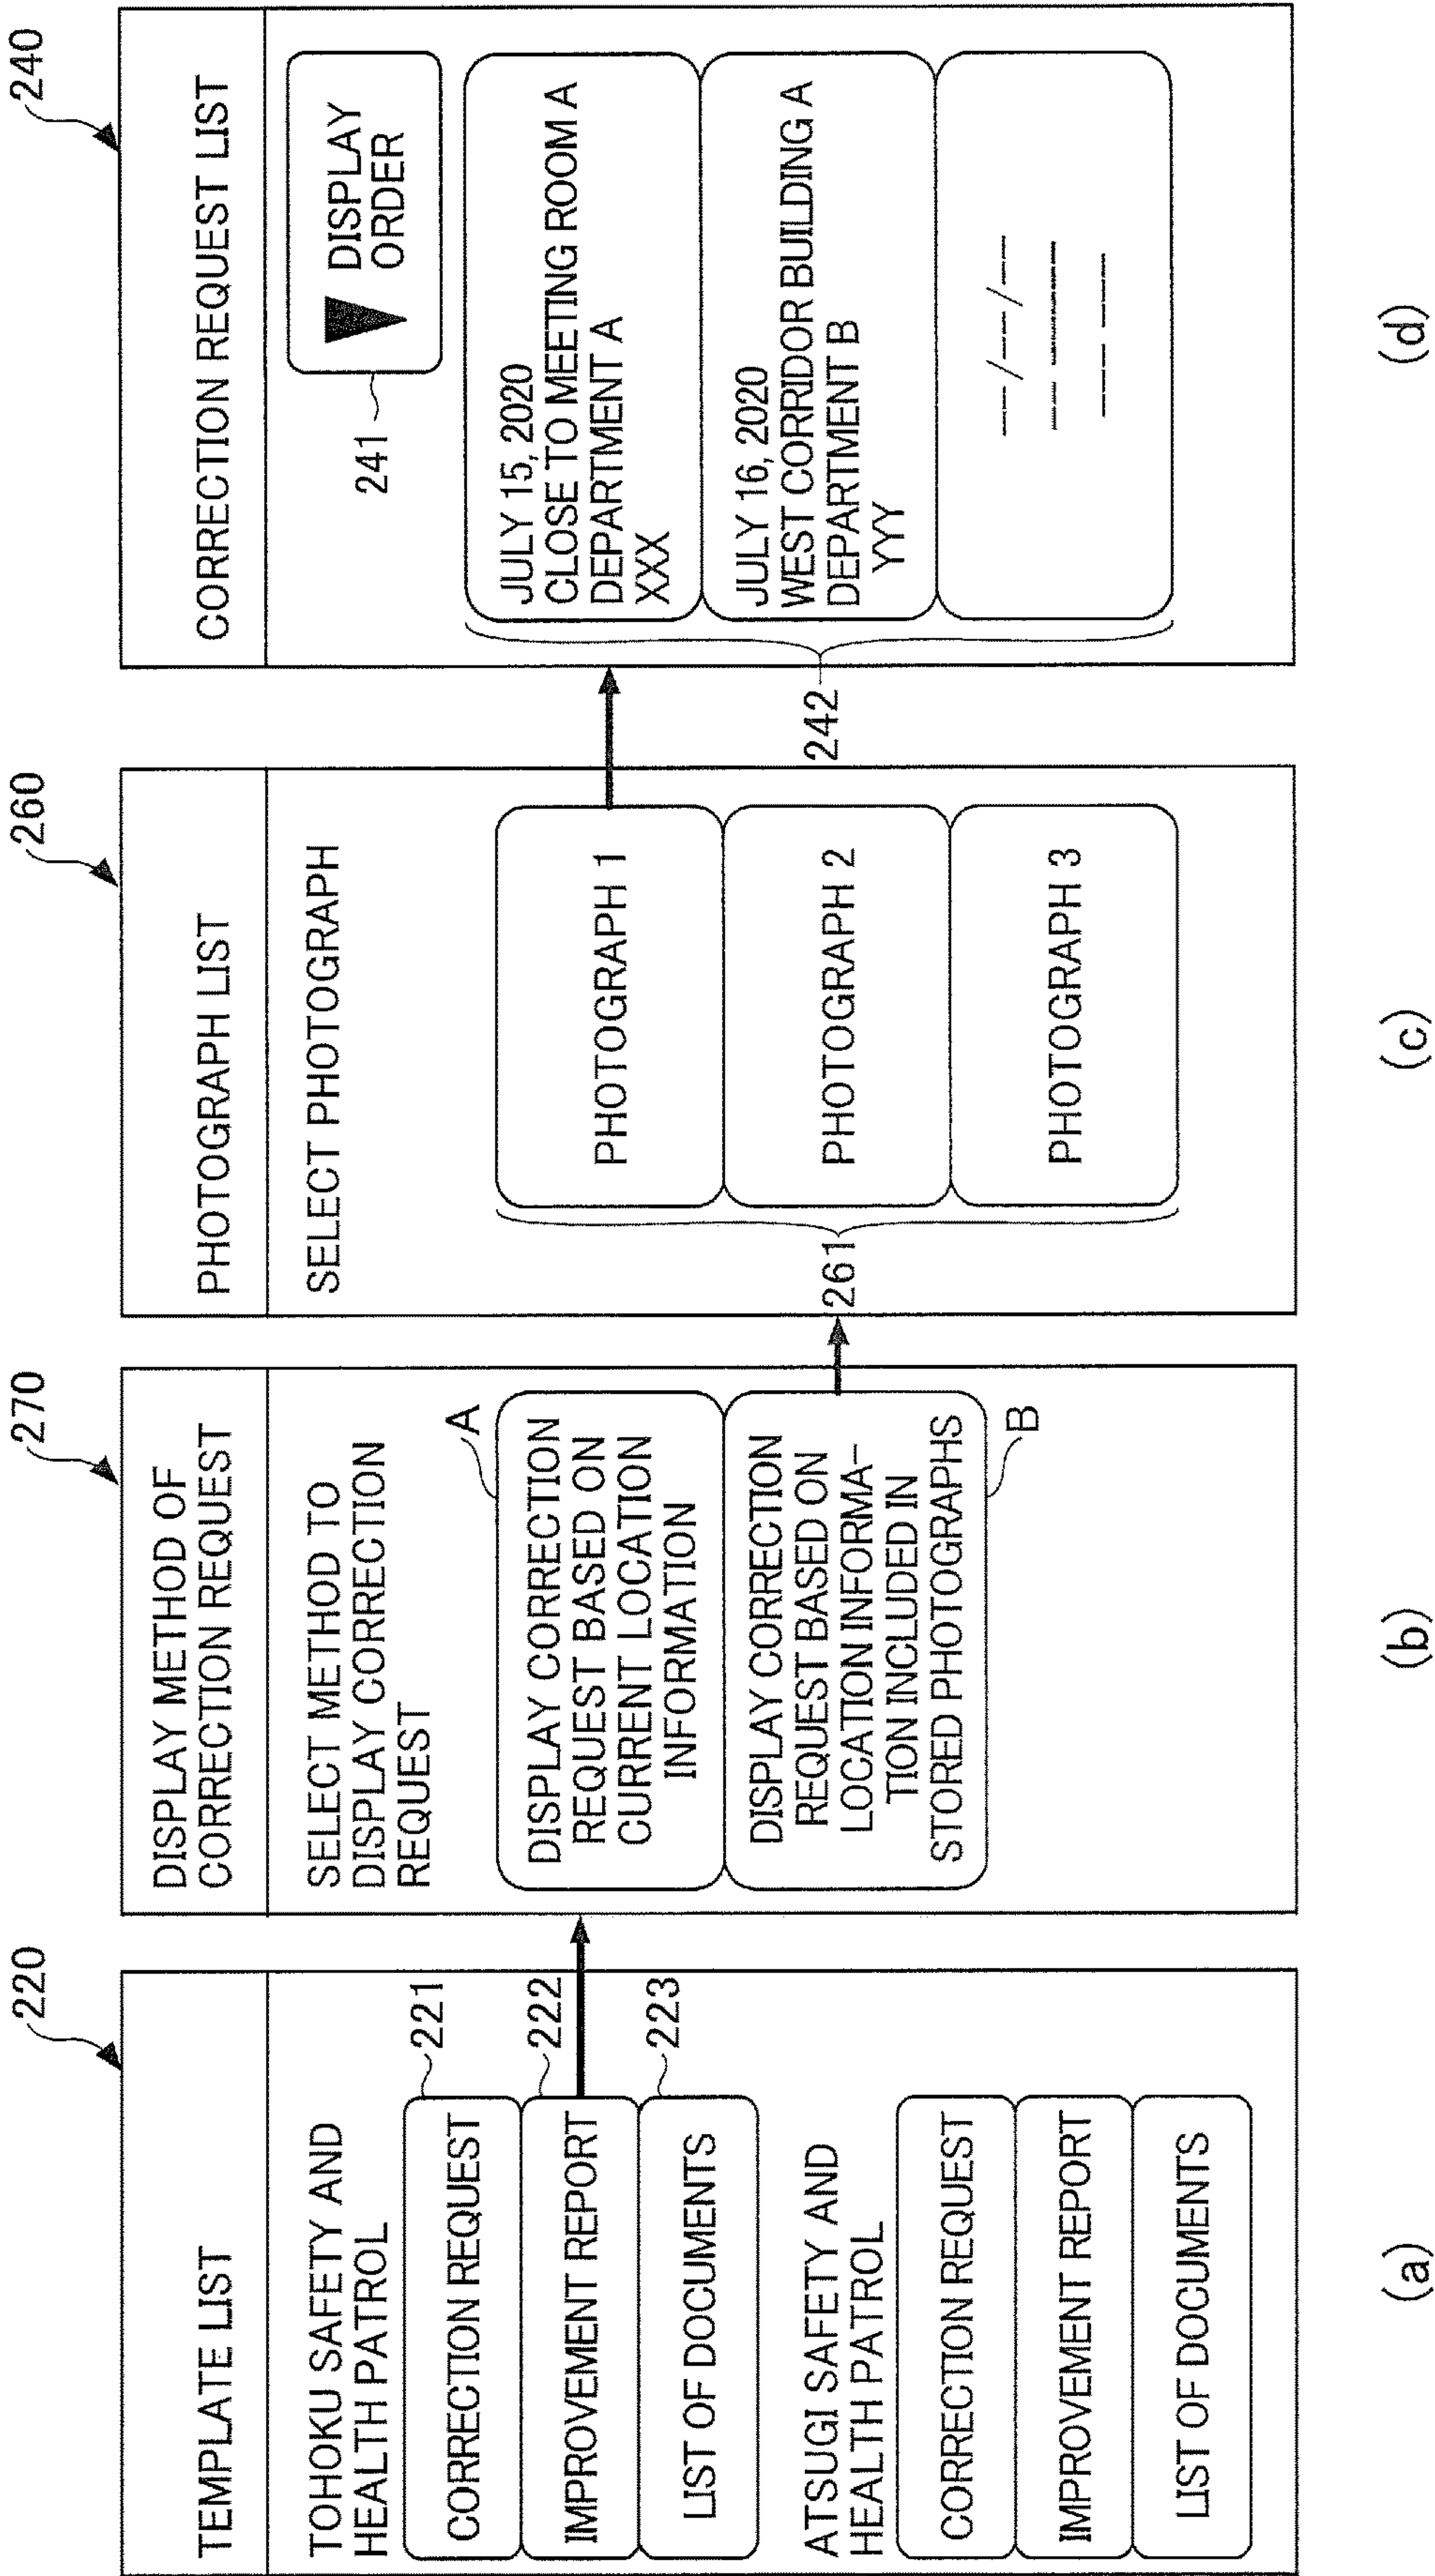 220
TEMPLATE LIST
TOHOKU SAFETY AND
HEALTH PATROL
221
CORRECTION REQUEST
222
IMPROVEMENT REPORT
223
LIST OF DOCUMENTS
ATSUGI SAFETY AND
HEALTH PATROL
CORRECTION REQUEST
IMPROVEMENT REPORT
LIST OF DOCUMENTS
(a)
270
DISPLAY METHOD OF
CORRECTION REQUEST
SELECT METHOD TO
DISPLAY CORRECTION
REQUEST
A
DISPLAY CORRECTION
REQUEST BASED ON
CURRENT LOCATION
INFORMATION
DISPLAY CORRECTION
REQUEST BASED ON
LOCATION INFORMA-
TION INCLUDED IN
STORED PHOTOGRAPHS
B
(b)
260
PHOTOGRAPH LIST
SELECT PHOTOGRAPH
PHOTOGRAPH 1
PHOTOGRAPH 2
PHOTOGRAPH 3
261
(c)
240
CORRECTION REQUEST LIST
▼ DISPLAY
ORDER
241
JULY 15, 2020
CLOSE TO MEETING ROOM A
DEPARTMENT A
XXX
JULY 16, 2020
WEST CORRIDOR BUILDING A
DEPARTMENT B
YYY
--/--/--
242
(d)